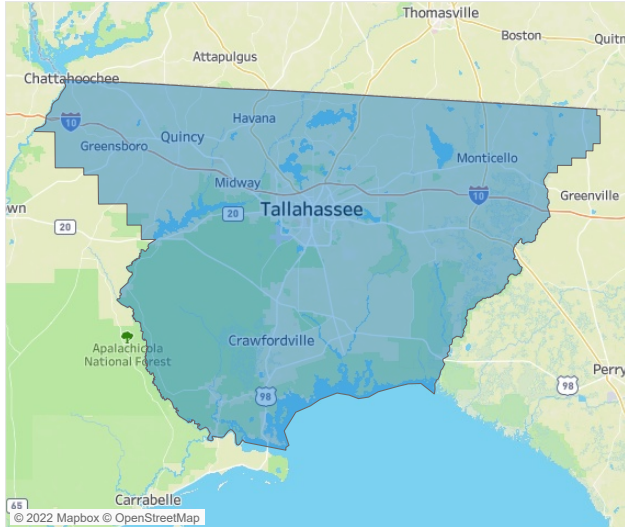 Thomasville
Boston
Quitm
Attapulgus
Chattahoochee
Havana
10
Quincy
Greensboro
Monticello
Midway
10
Greenville
20
Tallahassee
own
20
Crawfordville
Apalachicola
National Forest
Perry
98
98
Carrabelle
65
© 2022 Mapbox © OpenStreetMap